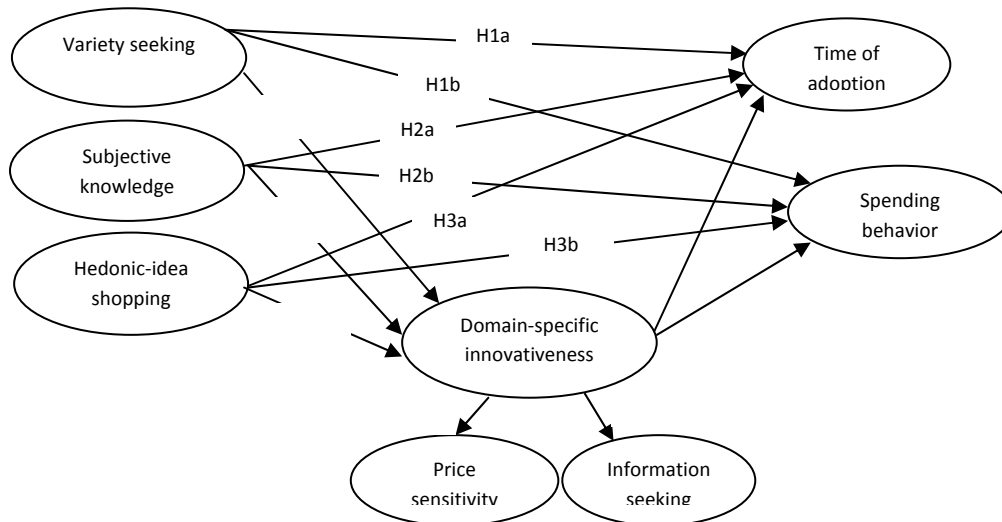 Variety seeking
H1a
Time of
adoption
H1b
H2a
Subjective
knowledge
H2b
Spending
behavior
H3a
H3b
Hedonic-idea
shopping
Domain-specific
innovativeness
Price
sensitivity
Information
seeking